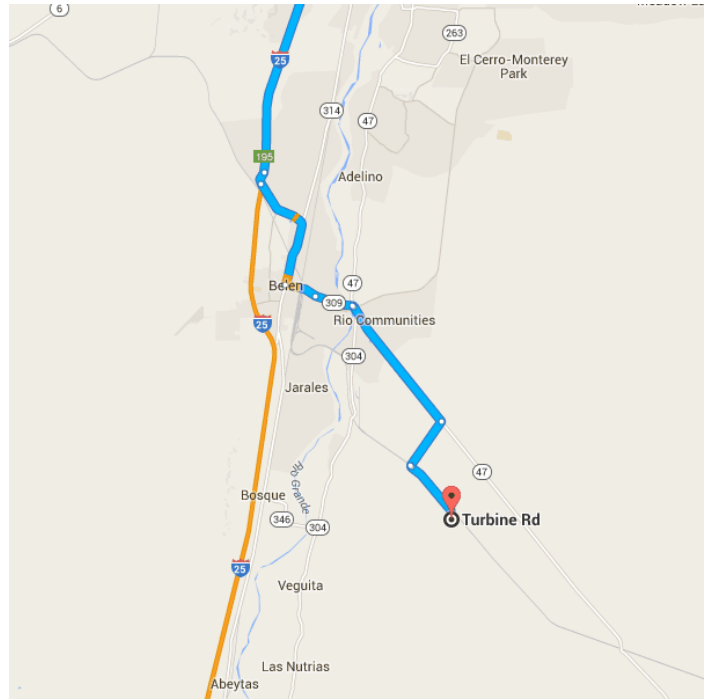 6
263
25
El Cerro-Monterey
Park
314
47
195
Adelino
47
Belen
309
Rio Communities
25
304
Jarales
47
Rio Grande
Bosque
346
304
Turbine Rd
25
Veguita
Las Nutrias
Abeytas